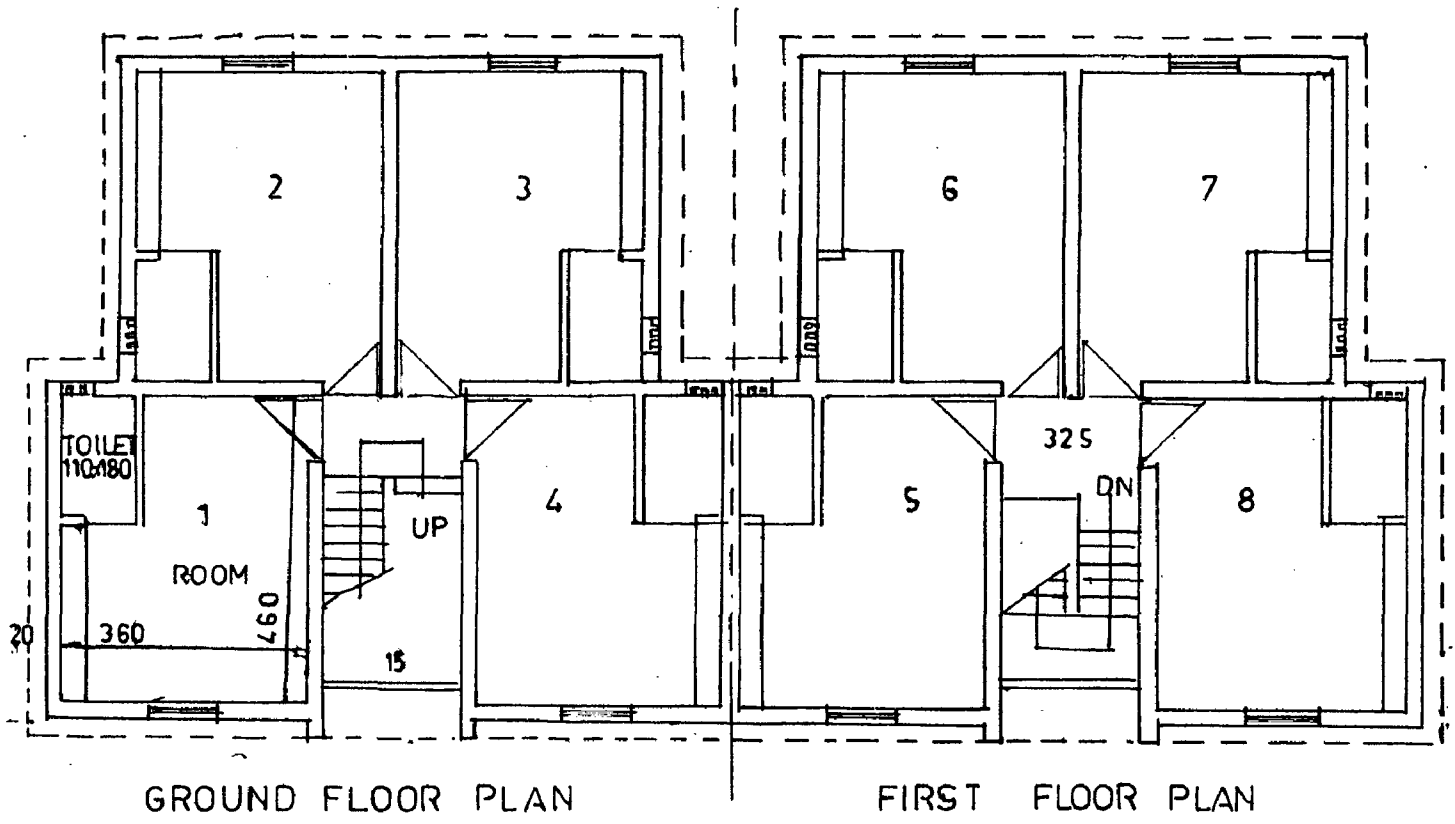 2 3 6 7
TOILET
110x180
325
1 4 UP 5 DN 8
ROOM
460
20 360
15
GROUND FLOOR PLAN FIRST FLOOR PLAN